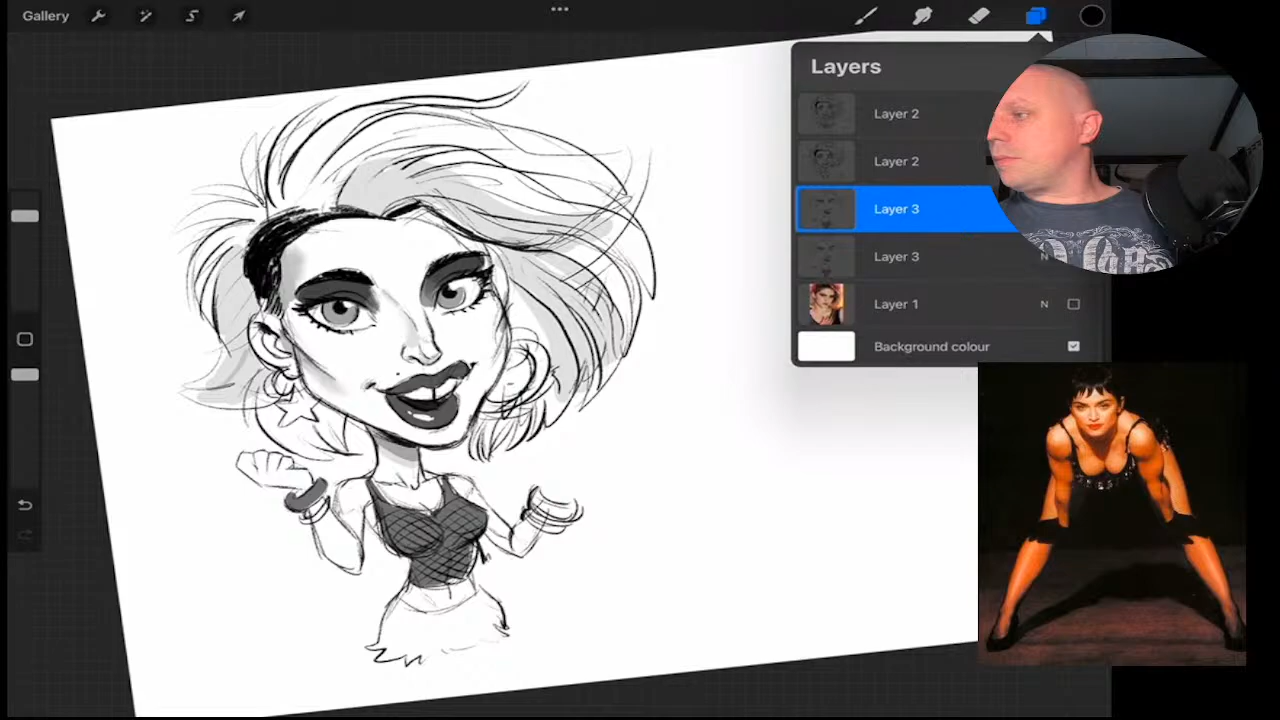 Gallery
Layers
Layer 2
Layer 2
Layer 3
Layer 3
N
Layer 1
N
Background colour